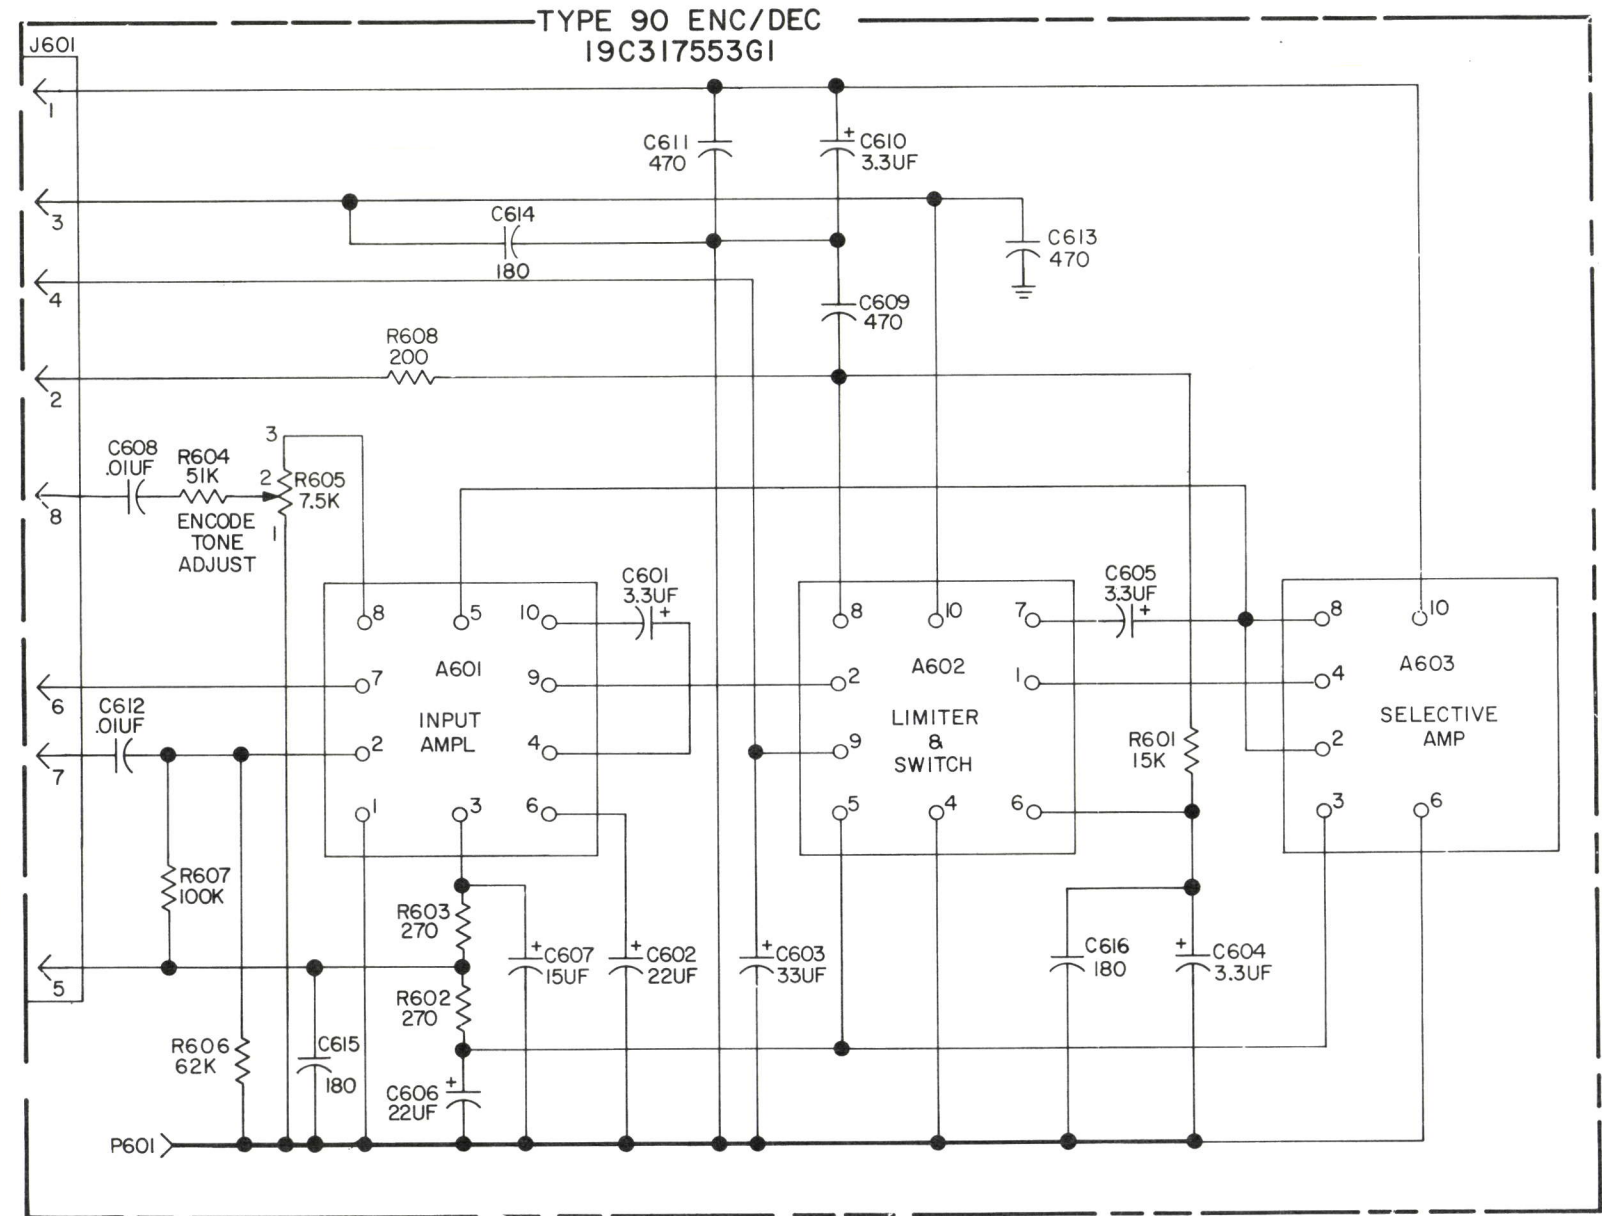 TYPE 90 ENC/DEC
19C317553G1
J601
1
C611
470
+
C610
3.3UF
3
C614
180
C613
470
4
C609
470
R608
200
2
C608
.01UF
R604
51K
3
2
R605
7.5K
1
8
ENCODE
TONE
ADJUST
C601
3.3UF
+
C605
3.3UF
+
8
5
10
8
10
7
8
10
A601
A602
A603
7
9
2
1
4
6
C612
.01UF
INPUT
AMPL
LIMITER
&
SWITCH
SELECTIVE
AMP
R601
15K
2
4
9
2
7
1
3
6
5
4
6
3
6
R607
100K
R603
270
+
C607
15UF
+
C602
22UF
+
C603
33UF
C616
180
+
C604
3.3UF
5
R602
270
R606
62K
C615
180
+
C606
22UF
P601